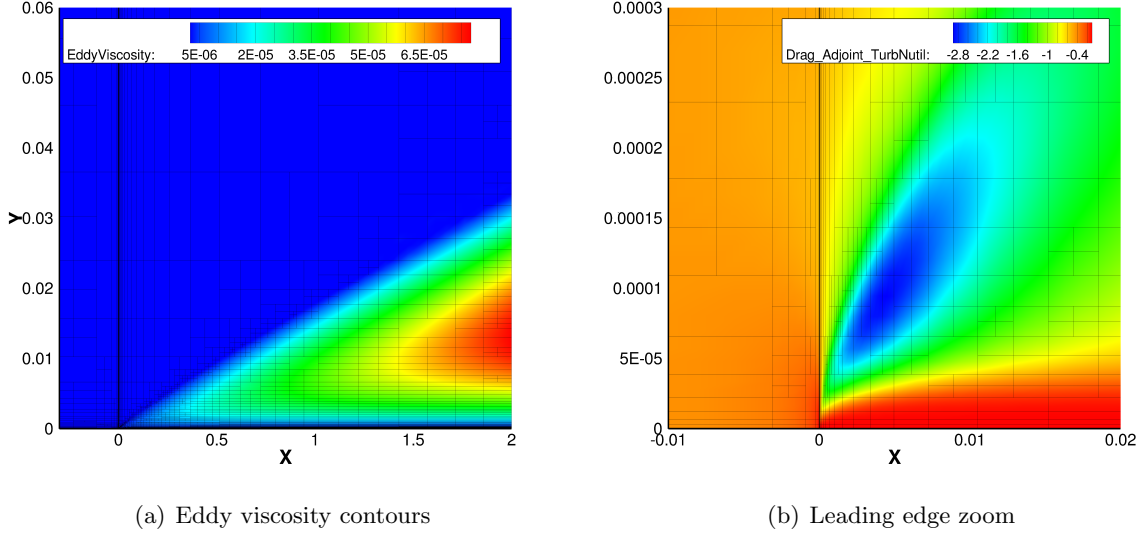 0.06
0.05
0.04
0.03
0.02
0.01
0
Y
EddyViscosity: 5E-06 2E-05 3.5E-05 5E-05 6.5E-05
0 0.5 1 1.5 2
X
(a) Eddy viscosity contours
0.0003
0.00025
0.0002
0.00015
0.0001
5E-05
0
Drag_Adjoint_TurbNutil: -2.8 -2.2 -1.6 -1 -0.4
-0.01 0 0.01 0.02
X
(b) Leading edge zoom